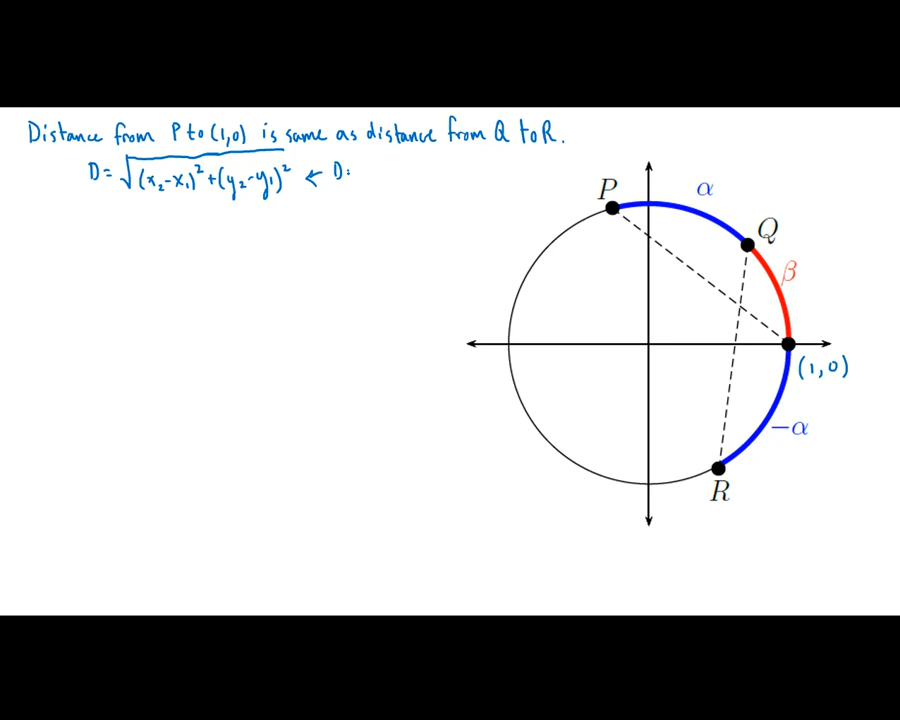 Distance from P to (1,0) is same as distance from Q to R.
D = √(x₂-x₁)² + (y₂-y₁)² ← D:
P
α
Q
β
(1,0)
-α
R